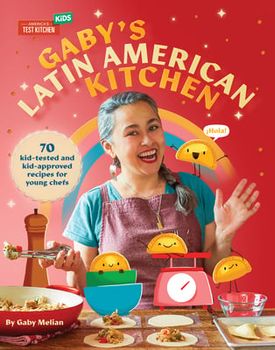 AMERICA'S
TEST KITCHEN
KIDS
GABY'S
LATIN AMERICAN
KITCHEN
¡Hola!
70
kid-tested and
kid-approved
recipes for
young chefs
By Gaby Melian